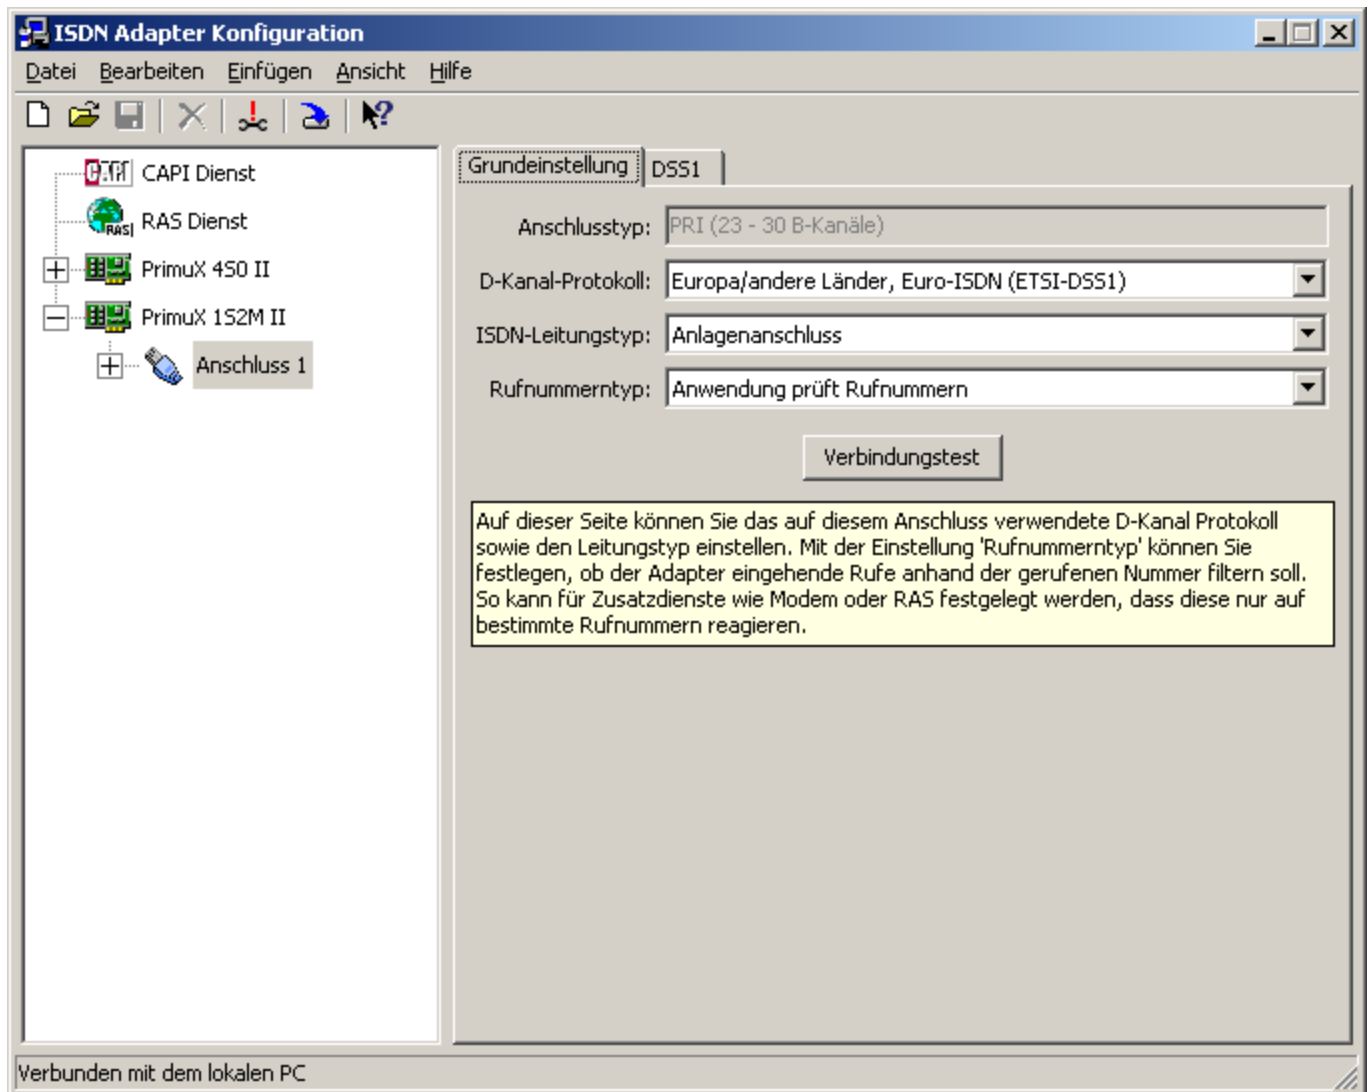 ISDN Adapter Konfiguration
Datei Bearbeiten Einfügen Ansicht Hilfe
CAPI CAPI Dienst
RAS RAS Dienst
PrimuX 4S0 II
PrimuX 1S2M II
Anschluss 1
Grundeinstellung DSS1
Anschlusstyp: PRI (23 - 30 B-Kanäle)
D-Kanal-Protokoll: Europa/andere Länder, Euro-ISDN (ETSI-DSS1)
ISDN-Leitungstyp: Anlagenanschluss
Rufnummerntyp: Anwendung prüft Rufnummern
Verbindungstest
Auf dieser Seite können Sie das auf diesem Anschluss verwendete D-Kanal Protokoll
sowie den Leitungstyp einstellen. Mit der Einstellung 'Rufnummerntyp' können Sie
festlegen, ob der Adapter eingehende Rufe anhand der gerufenen Nummer filtern soll.
So kann für Zusatzdienste wie Modem oder RAS festgelegt werden, dass diese nur auf
bestimmte Rufnummern reagieren.
Verbunden mit dem lokalen PC